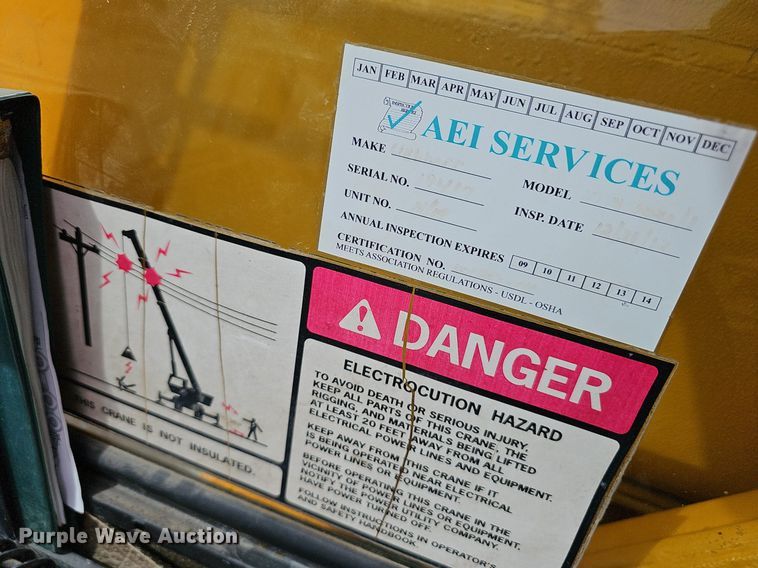 JAN FEB MAR APR MAY JUN JUL AUG SEP OCT NOV DEC
AEI SERVICES
MAKE
MODEL
SERIAL NO.
INSP. DATE
UNIT NO.
ANNUAL INSPECTION EXPIRES 09 10 11 12 13 14
CERTIFICATION NO.
MEETS ASSOCIATION REGULATIONS - USDL - OSHA
THIS CRANE IS NOT INSULATED.
DANGER
ELECTROCUTION HAZARD
TO AVOID DEATH OR SERIOUS INJURY,
KEEP ALL PARTS OF THIS CRANE, THE
RIGGING, AND MATERIALS BEING LIFTED
AT LEAST 20 FEET AWAY FROM ALL
ELECTRICAL POWER LINES AND EQUIPMENT.
KEEP AWAY FROM THIS CRANE IF IT
IS BEING OPERATED NEAR ELECTRICAL
POWER LINES OR EQUIPMENT.
BEFORE OPERATING THIS CRANE IN THE
VICINITY OF POWER LINES OR EQUIPMENT,
NOTIFY THE POWER UTILITY COMPANY.
HAVE POWER TURNED OFF.
FOLLOW INSTRUCTIONS IN OPERATOR'S
AND SAFETY HANDBOOK.
Purple Wave Auction